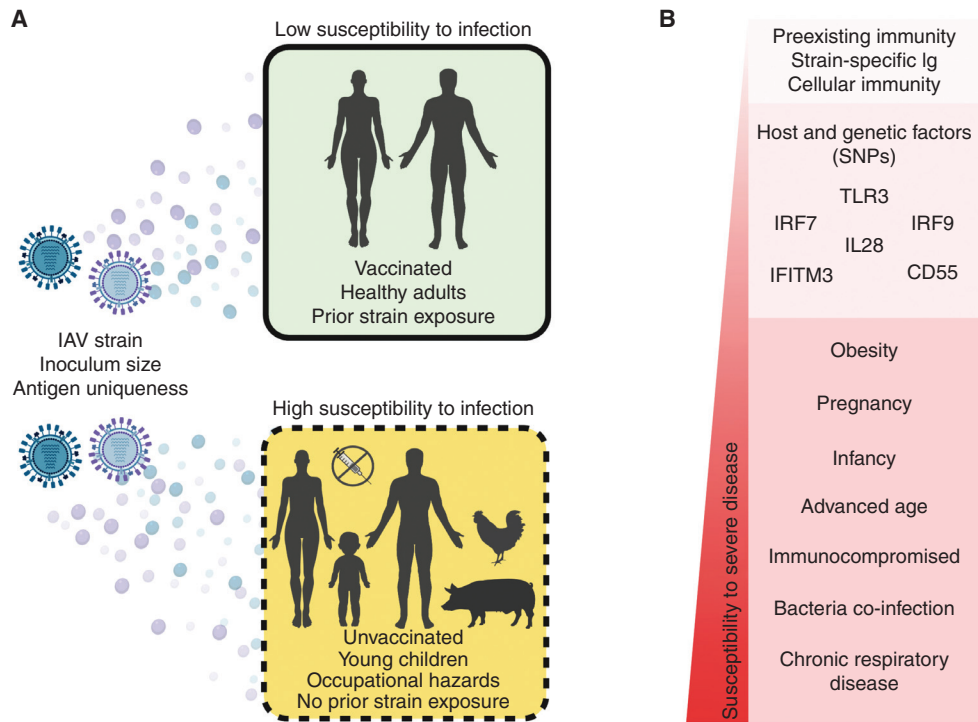 A
Low susceptibility to infection
Vaccinated
Healthy adults
Prior strain exposure
IAV strain
Inoculum size
Antigen uniqueness
High susceptibility to infection
Unvaccinated
Young children
Occupational hazards
No prior strain exposure
B
Preexisting immunity
Strain-specific Ig
Cellular immunity
Host and genetic factors
(SNPs)
TLR3
IRF7 IRF9
IL28
IFITM3 CD55
Obesity
Pregnancy
Infancy
Advanced age
Immunocompromised
Bacteria co-infection
Chronic respiratory
disease
Susceptibility to severe disease